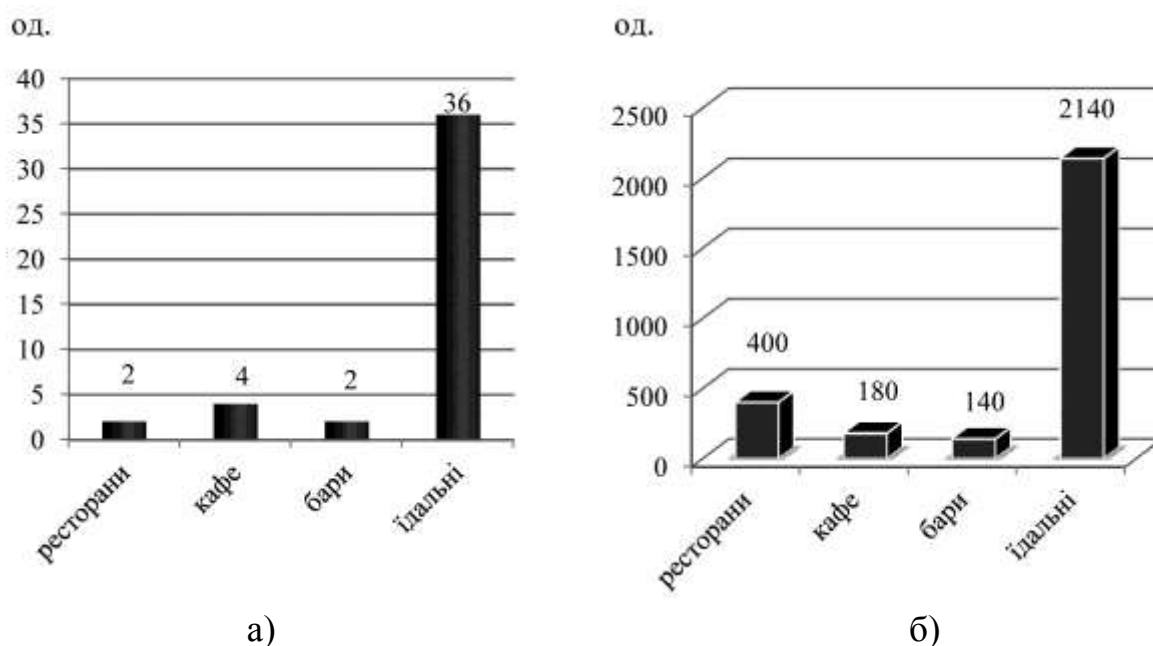 од.
40
35
30
25
20
15
10
5
0
2
4
2
36
ресторани
кафе
бари
їдальні
а)
од.
2500
2000
1500
1000
500
0
400
180
140
2140
ресторани
кафе
бари
їдальні
б)